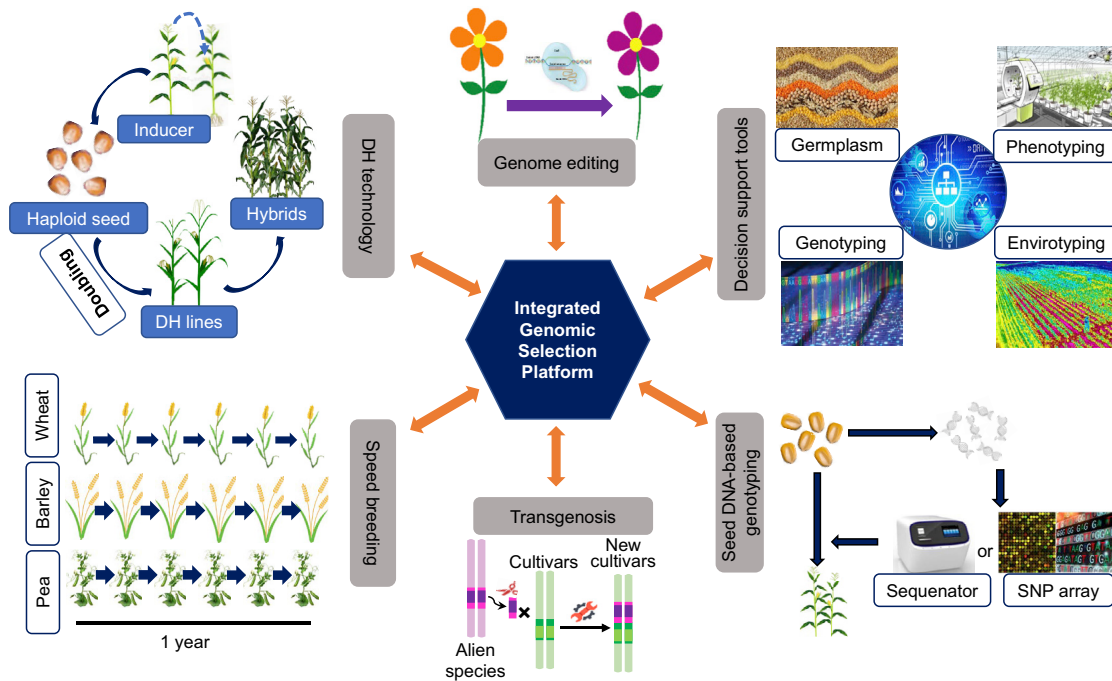 Inducer
Haploid seed
Hybrids
Doubling
DH lines
DH technology
Genome editing
Decision support tools
Germplasm
Phenotyping
Genotyping
Envirotyping
Integrated
Genomic
Selection
Platform
Wheat
Barley
Pea
1 year
Speed breeding
Transgenosis
Alien
species
Cultivars
New
cultivars
Seed DNA-based
genotyping
Sequenator
or
SNP array